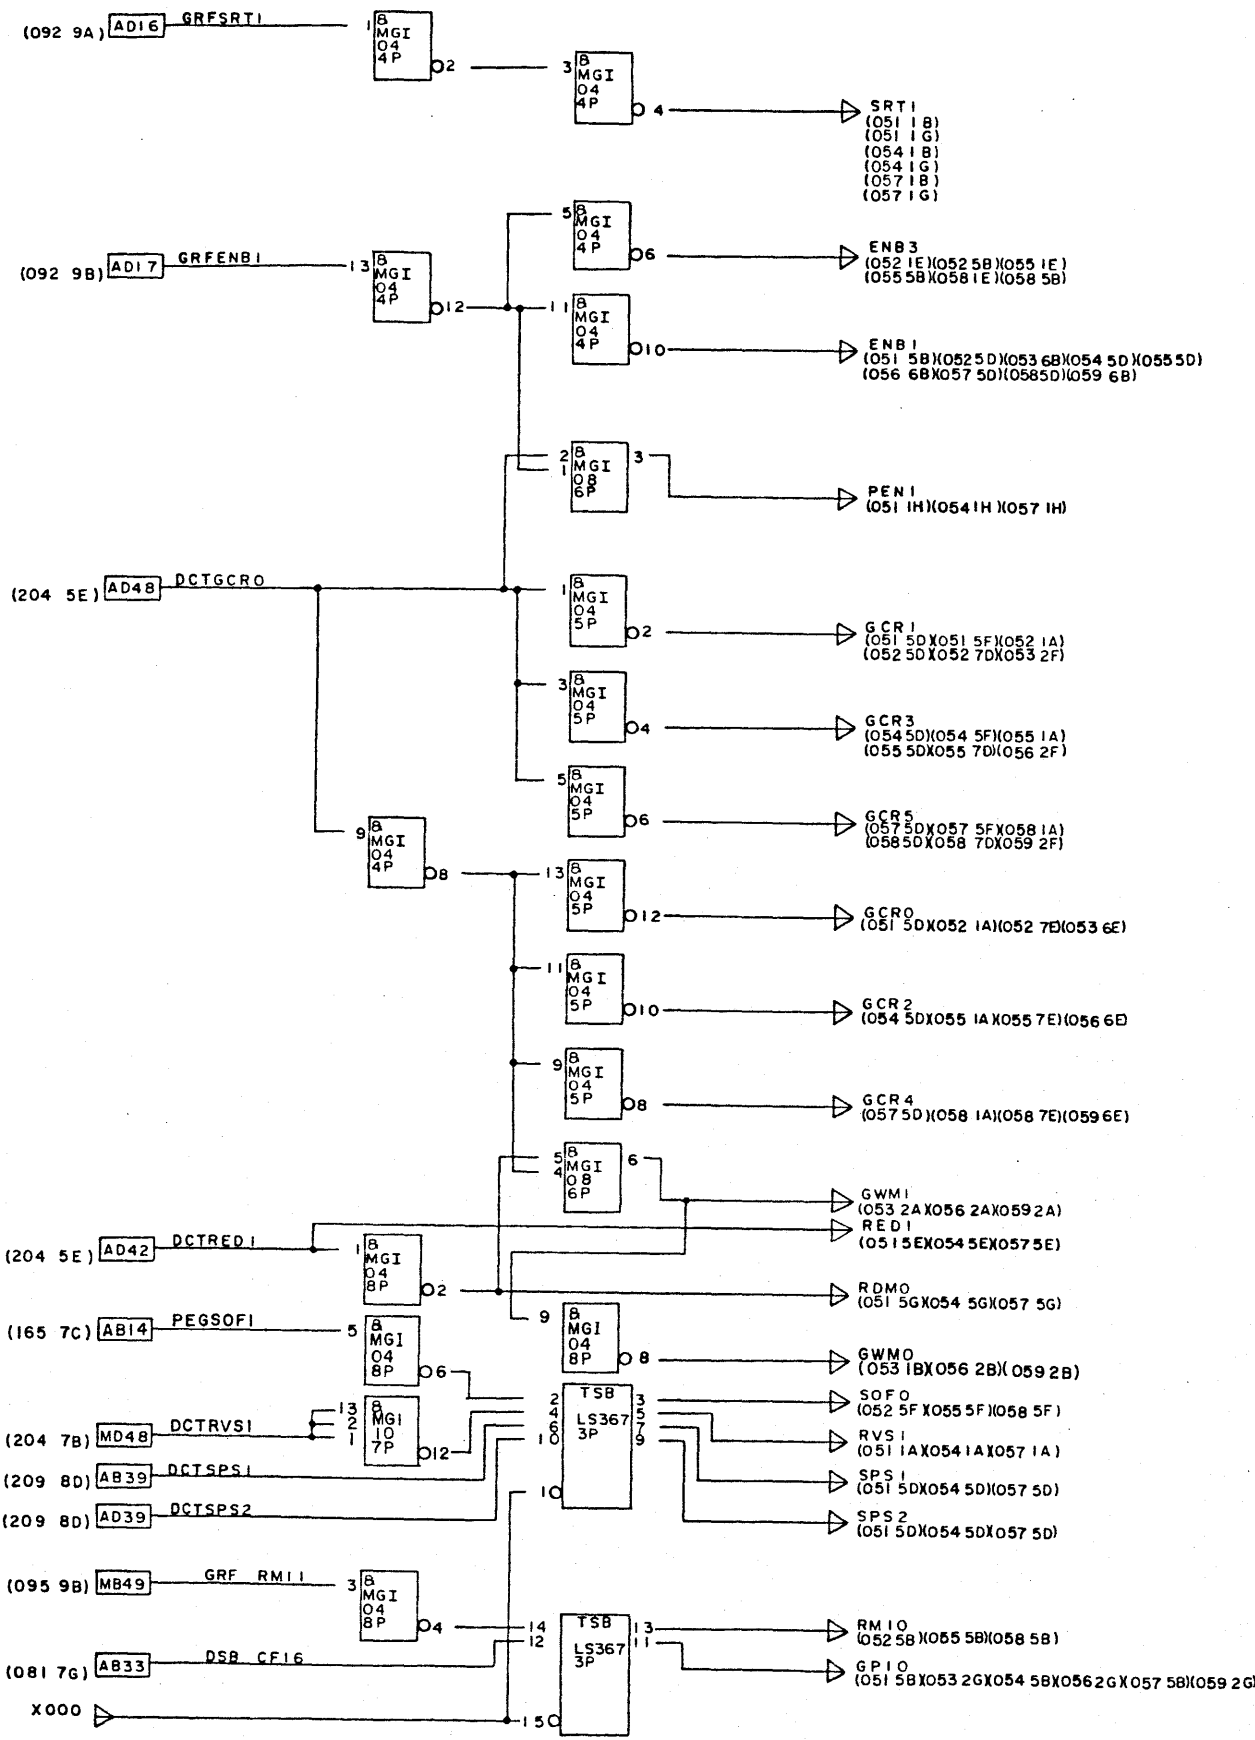 (092 9A) AD16 GRFSRT1 1 8 MGI 04 4P 2
3 8 MGI 04 4P 4
SRT1
(051 1B)
(051 1G)
(054 1B)
(054 1G)
(057 1B)
(057 1G)
5 8 MGI 04 4P 6
ENB3
(052 1E)(052 5B)(055 1E)
(055 5B)(058 1E)(058 5B)
(092 9B) AD17 GRFENB1 13 8 MGI 04 4P 12
11 8 MGI 04 4P 10
ENB1
(051 5B)(052 5D)(053 6B)(054 5D)(055 5D)
(056 6B)(057 5D)(058 5D)(059 6B)
2 1 8 MGI 08 6P 3
PEN1
(051 1H)(054 1H)(057 1H)
(204 5E) AD48 DCTGCR0
1 8 MGI 04 5P 2
GCR1
(051 5D)(051 5F)(052 1A)
(052 5D)(052 7D)(053 2F)
3 8 MGI 04 5P 4
GCR3
(054 5D)(054 5F)(055 1A)
(055 5D)(055 7D)(056 2F)
5 8 MGI 04 5P 6
GCR5
(057 5D)(057 5F)(058 1A)
(058 5D)(058 7D)(059 2F)
9 8 MGI 04 4P 8
13 8 MGI 04 5P 12
GCR0
(051 5D)(052 1A)(052 7E)(053 6E)
11 8 MGI 04 5P 10
GCR2
(054 5D)(055 1A)(055 7E)(056 6E)
9 8 MGI 04 5P 8
GCR4
(057 5D)(058 1A)(058 7E)(059 6E)
5 4 8 MGI 08 6P 6
GWM1
(053 2A)(056 2A)(059 2A)
RED1
(051 5E)(054 5E)(057 5E)
(204 5E) AD42 DCTRED1 1 8 MGI 04 8P 2
RDM0
(051 5G)(054 5G)(057 5G)
(165 7C) AB14 PEGSOF1 5 8 MGI 04 8P 6
9 8 MGI 04 8P 8
GWM0
(053 1B)(056 2B)(059 2B)
(204 7B) MD48 DCTRVS1 13 2 1 8 MGI 10 7P 12
(209 8D) AB39 DCTSPS1
(209 8D) AD39 DCTSPS2
2 4 6 10 1 TSB LS367 3P 3 5 7 9
SOF0
(052 5F)(055 5F)(058 5F)
RVS1
(051 1A)(054 1A)(057 1A)
SPS1
(051 5D)(054 5D)(057 5D)
SPS2
(051 5D)(054 5D)(057 5D)
(095 9B) MB49 GRF RMI1 3 8 MGI 04 8P 4
(081 7G) AB33 DSB CF16
X000
14 12 15 TSB LS367 3P 13 11
RMI0
(052 5B)(055 5B)(058 5B)
GPI0
(051 5B)(053 2G)(054 5B)(056 2G)(057 5B)(059 2G)